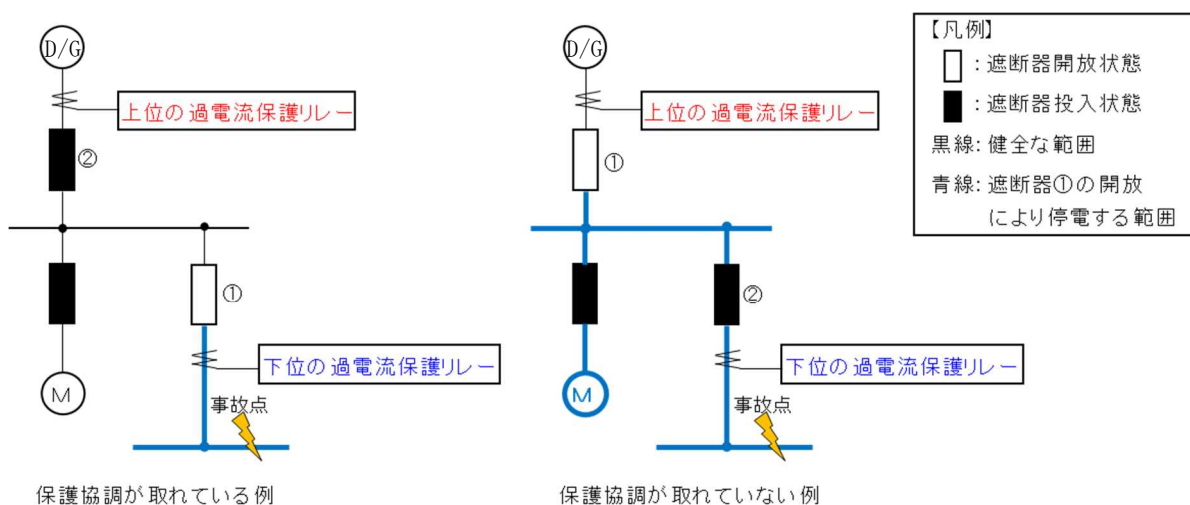 D/G
上位の過電流保護リレー
②
①
下位の過電流保護リレー
M
事故点
保護協調が取れている例
D/G
上位の過電流保護リレー
①
②
下位の過電流保護リレー
M
事故点
保護協調が取れていない例
【凡例】
：遮断器開放状態
：遮断器投入状態
黒線：健全な範囲
青線：遮断器①の開放
により停電する範囲